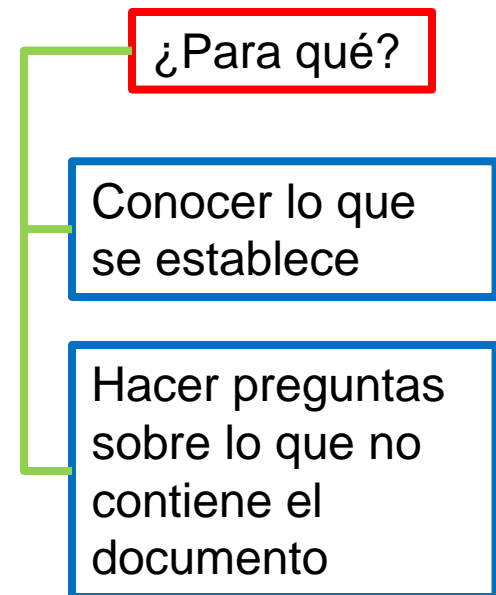 ¿Para qué?
Conocer lo que
se establece
Hacer preguntas
sobre lo que no
contiene el
documento